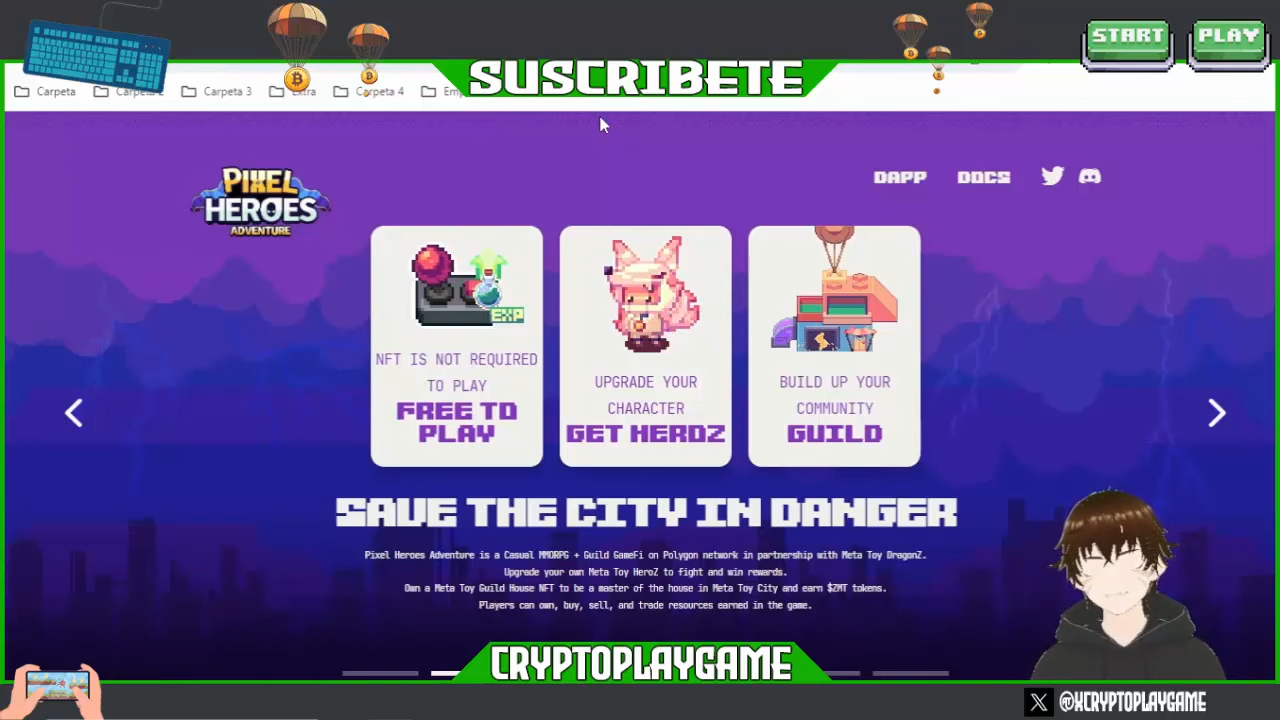 START
PLAY
SUSCRIBETE
Carpeta
Carpeta 3
Extra
Carpeta 4
PIXEL
HEROES
ADVENTURE
DAPP
DOCS
EXP
NFT IS NOT REQUIRED
TO PLAY
FREE TO
PLAY
UPGRADE YOUR
CHARACTER
GET HEROZ
BUILD UP YOUR
COMMUNITY
GUILD
SAVE THE CITY IN DANGER
Pixel Heroes Adventure is a Casual MMORPG + Guild GameFi on Polygon network in partnership with Meta Toy DragonZ.
Upgrade your own Meta Toy HeroZ to fight and win rewards.
Own a Meta Toy Guild House NFT to be a master of the house in Meta Toy City and earn $ZMT tokens.
Players can own, buy, sell, and trade resources earned in the game.
CRYPTOPLAYGAME
@XCRYPTOPLAYGAME